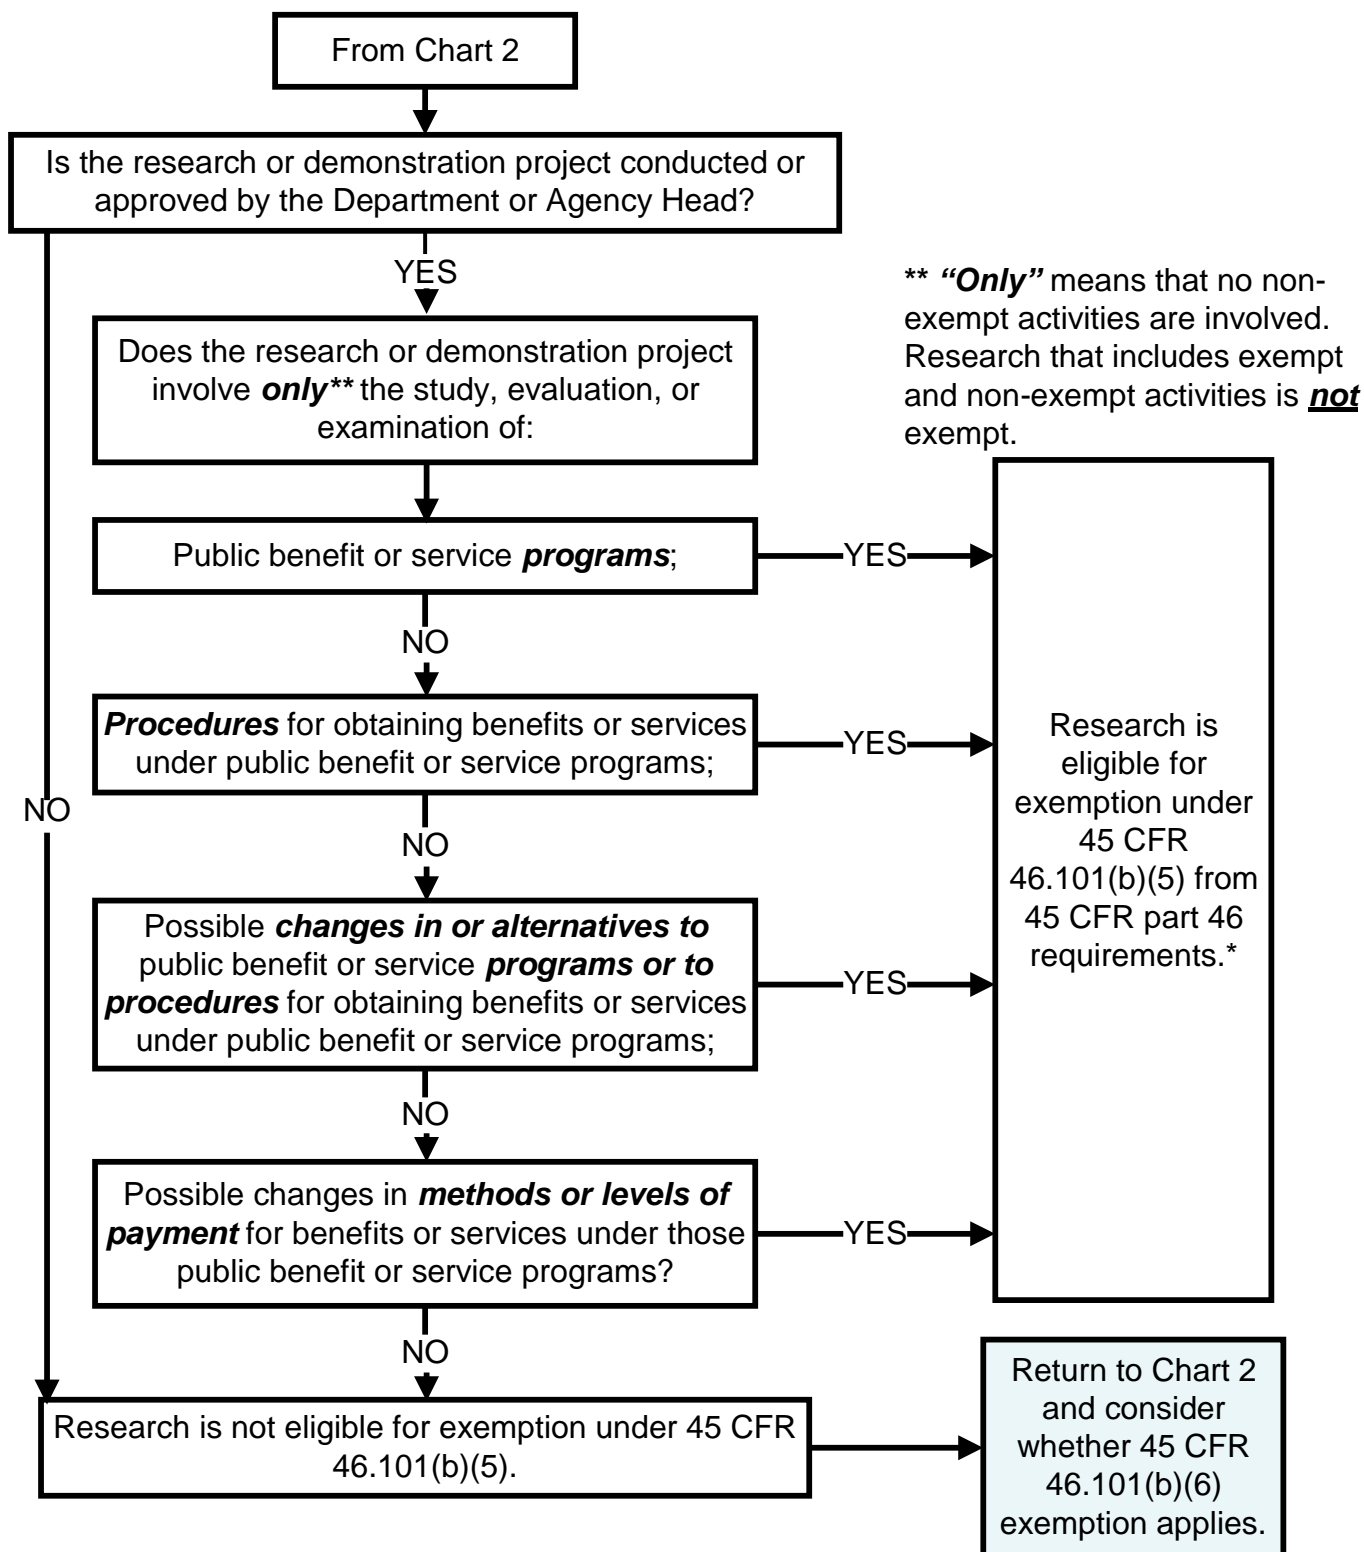 From Chart 2
Is the research or demonstration project conducted or
approved by the Department or Agency Head?
YES
** “Only” means that no non-
exempt activities are involved.
Research that includes exempt
and non-exempt activities is not
exempt.
Does the research or demonstration project
involve only** the study, evaluation, or
examination of:
Public benefit or service programs;
YES
NO
Procedures for obtaining benefits or services
under public benefit or service programs;
YES
NO
NO
Possible changes in or alternatives to
public benefit or service programs or to
procedures for obtaining benefits or services
under public benefit or service programs;
YES
NO
Possible changes in methods or levels of
payment for benefits or services under those
public benefit or service programs?
YES
NO
Research is
eligible for
exemption under
45 CFR
46.101(b)(5) from
45 CFR part 46
requirements.*
Research is not eligible for exemption under 45 CFR
46.101(b)(5).
Return to Chart 2
and consider
whether 45 CFR
46.101(b)(6)
exemption applies.